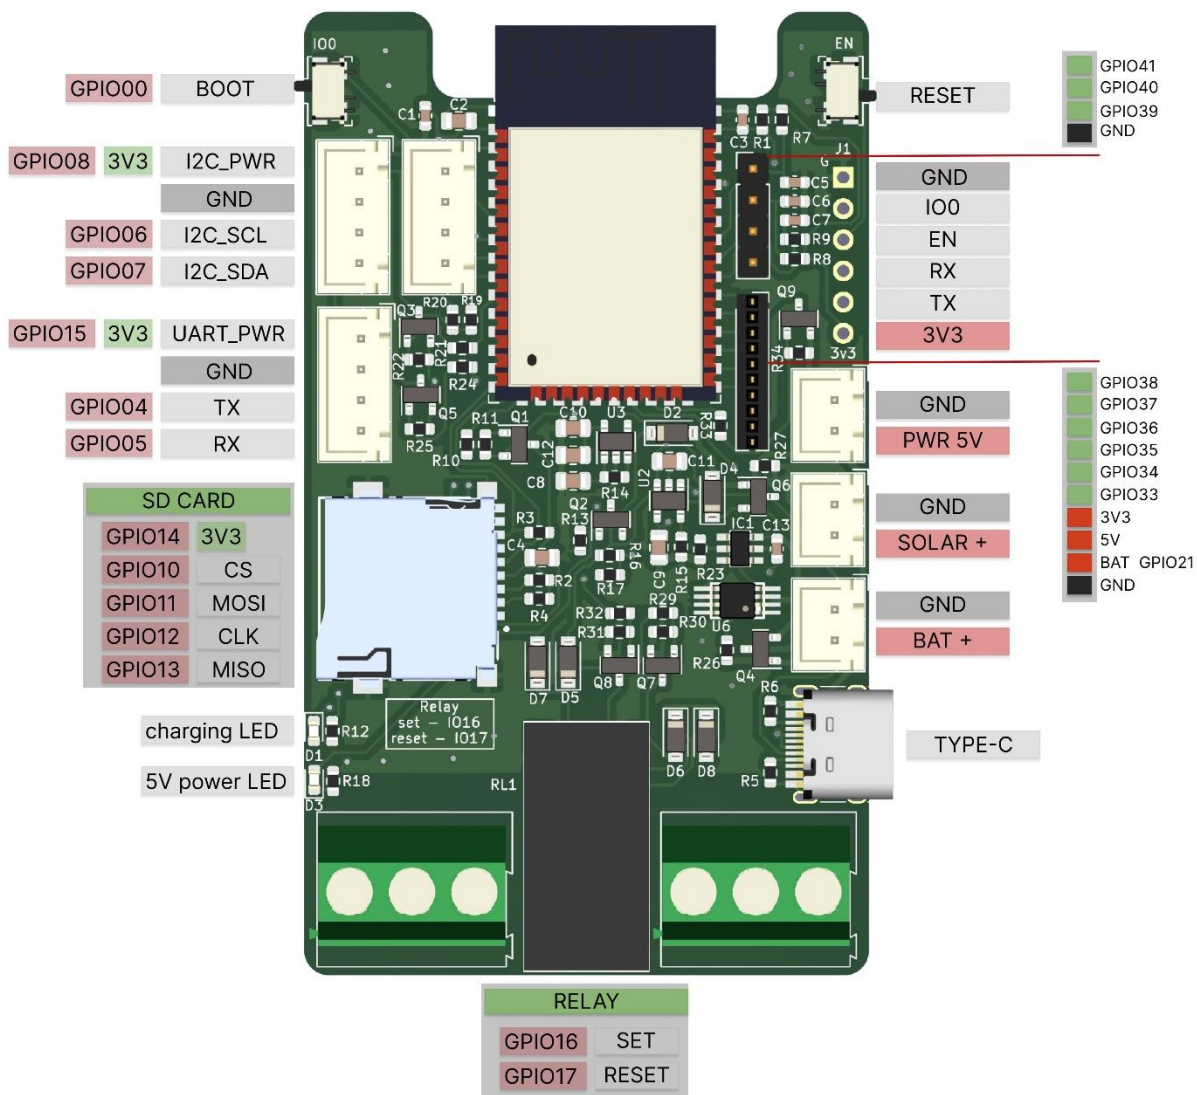 IO0
EN
GPIO00 BOOT
RESET
GPIO41
GPIO40
GPIO39
GND
C1
C2
C3 R1 R7
J1
G
GPIO08 3V3 I2C_PWR
GND
GPIO06 I2C_SCL
GPIO07 I2C_SDA
C5
C6
C7
R9
R8
GND
IO0
EN
RX
TX
3V3
3v3
GPIO15 3V3 UART_PWR
GND
GPIO04 TX
GPIO05 RX
R20 R19
Q3
R21
R22
R24
Q5
R25
R11
R10
Q1
C10
U3
D2
R33
Q9
R34
R27
C12
C8
C11
D4
Q6
R14
U2
GPIO38
GPIO37
GPIO36
GPIO35
GPIO34
GPIO33
3V3
5V
BAT GPIO21
GND
GND
PWR 5V
GND
SOLAR +
GND
BAT +
SD CARD
GPIO14 3V3
GPIO10 CS
GPIO11 MOSI
GPIO12 CLK
GPIO13 MISO
R3
C4
R2
R4
Q2
R13
R16
R17
C9
R15
R23
IC1
C13
R32
R31
R29
R30
U6
R26
Q4
Q8
Q7
D7
D5
R6
R5
D6
D8
Relay
set - IO16
reset - IO17
charging LED
D1
R12
5V power LED
D3
R18
RL1
TYPE-C
RELAY
GPIO16 SET
GPIO17 RESET